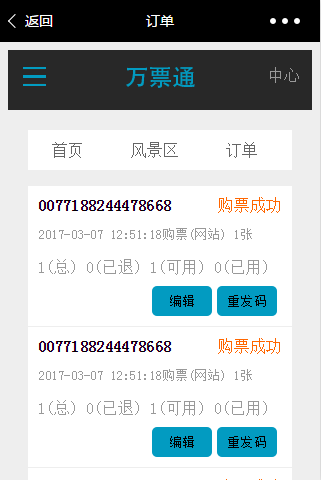 返回 订单
万票通 中心
首页 风景区 订单
0077188244478668 购票成功
2017-03-07 12:51:18购票(网站) 1张
1(总) 0(已退) 1(可用) 0(已用)
编辑 重发码
0077188244478668 购票成功
2017-03-07 12:51:18购票(网站) 1张
1(总) 0(已退) 1(可用) 0(已用)
编辑 重发码